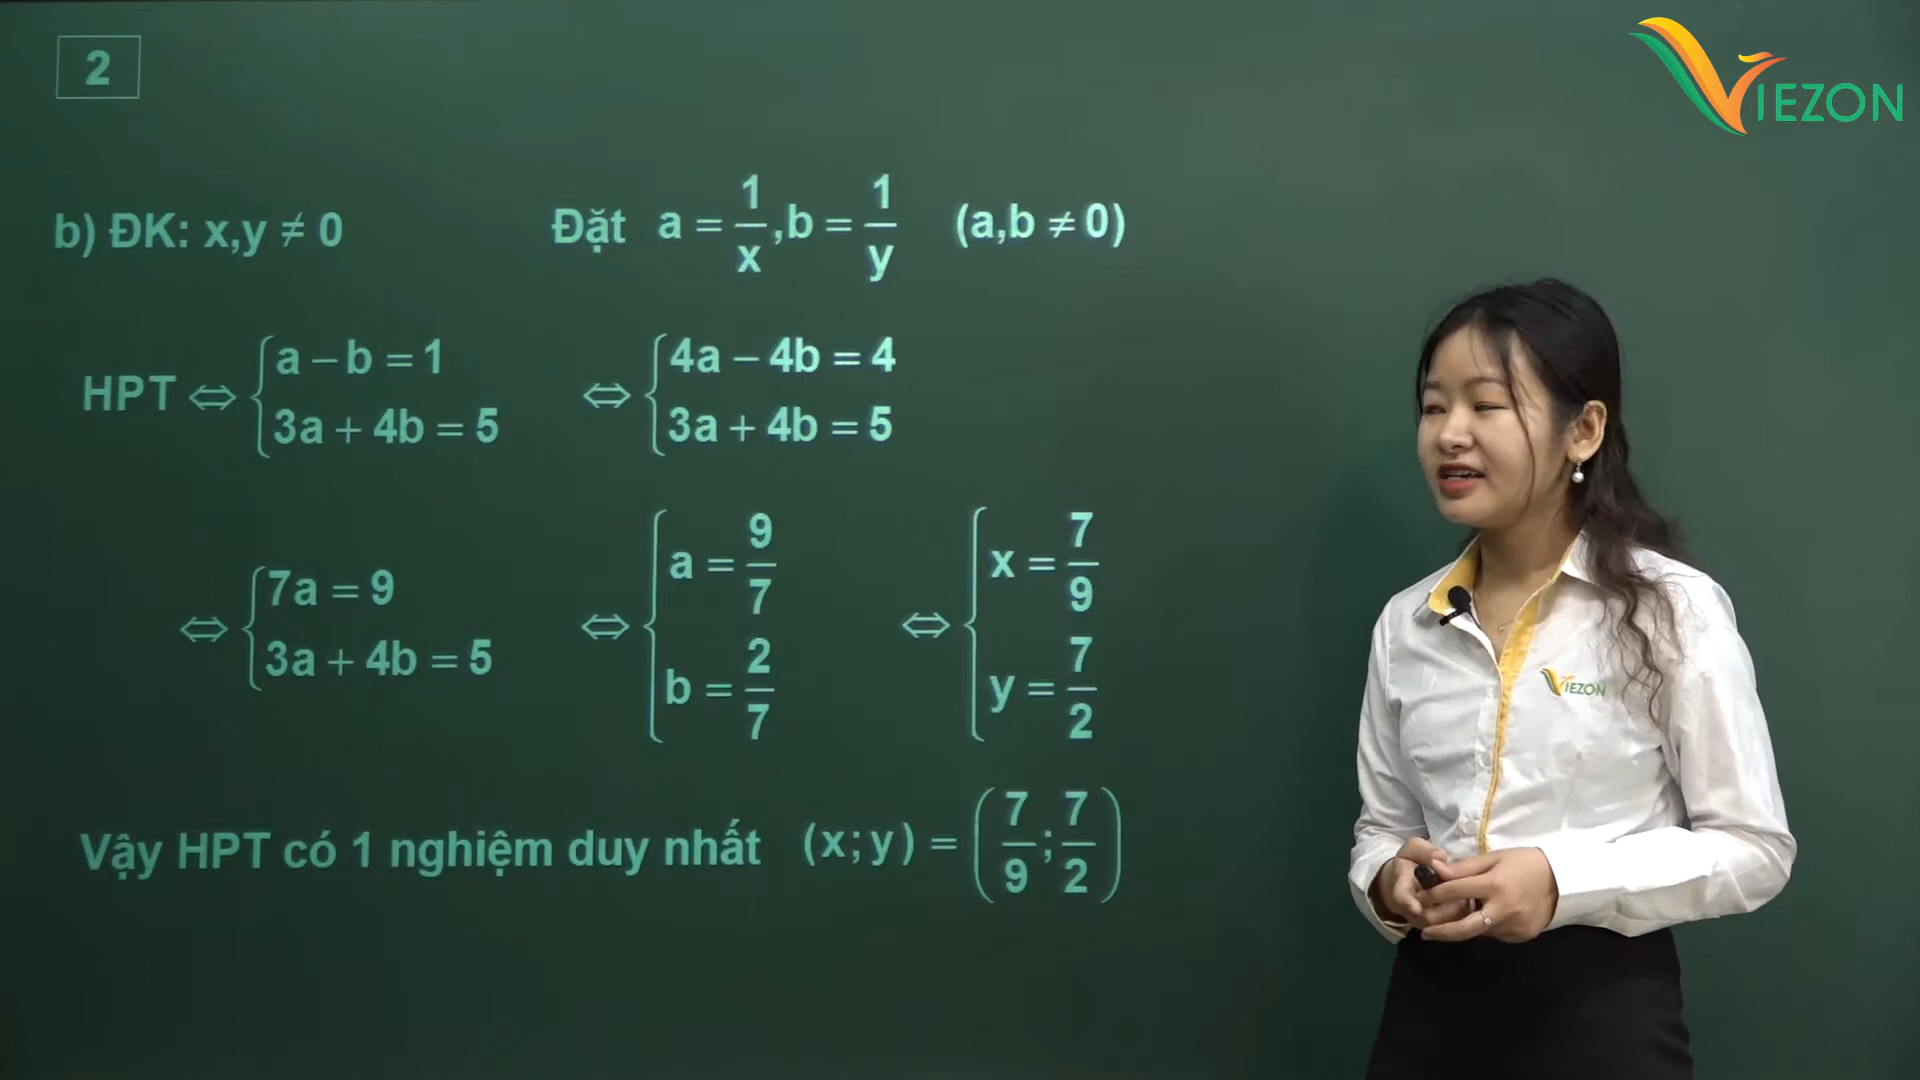 2
VIEZON
b) ĐK: x,y ≠ 0 Đặt a = 1/x, b = 1/y (a,b ≠ 0)
HPT ⇔ { a − b = 1 ; 3a + 4b = 5 ⇔ { 4a − 4b = 4 ; 3a + 4b = 5
⇔ { 7a = 9 ; 3a + 4b = 5 ⇔ { a = 9/7 ; b = 2/7 ⇔ { x = 7/9 ; y = 7/2
Vậy HPT có 1 nghiệm duy nhất (x; y) = (7/9; 7/2)
VIEZON